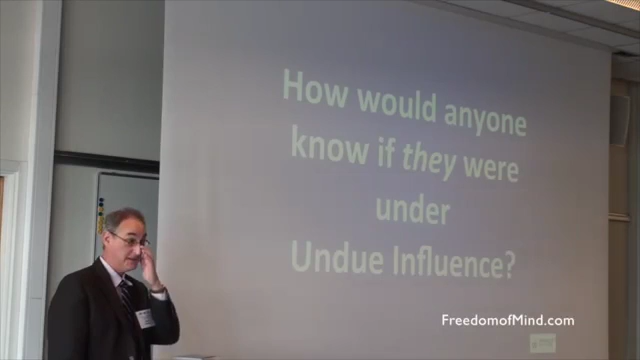 How would anyone
know if they were
under
Undue Influence?
FreedomofMind.com